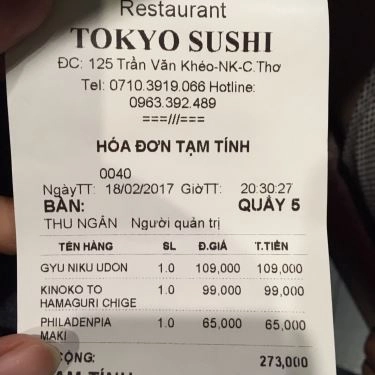 Restaurant
TOKYO SUSHI
ĐC: 125 Trần Văn Khéo-NK-C.Thơ
Tel: 0710.3919.066 Hotline:
0963.392.489
===///===
HÓA ĐƠN TẠM TÍNH
0040
NgàyTT: 18/02/2017 GiờTT: 20:30:27
BÀN: QUẦY 5
THU NGÂN Người quản trị
TÊN HÀNG SL Đ.GIÁ T.TIỀN
GYU NIKU UDON 1.0 109,000 109,000
KINOKO TO 1.0 99,000 99,000
HAMAGURI CHIGE
PHILADENPIA 1.0 65,000 65,000
MAKI
CỘNG: 273,000
TẠM TÍNH